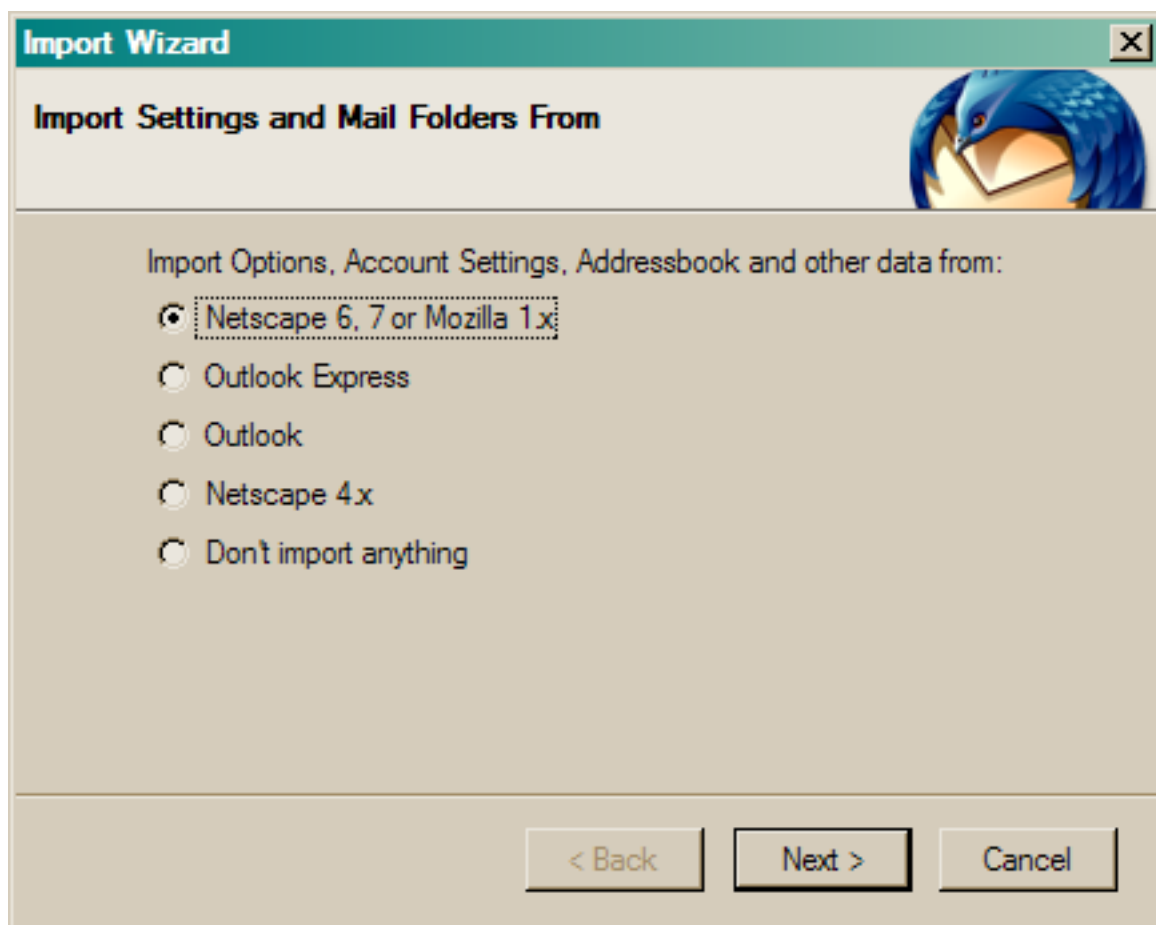 Import Wizard
Import Settings and Mail Folders From
Import Options, Account Settings, Addressbook and other data from:
Netscape 6, 7 or Mozilla 1.x
Outlook Express
Outlook
Netscape 4.x
Don't import anything
< Back Next > Cancel